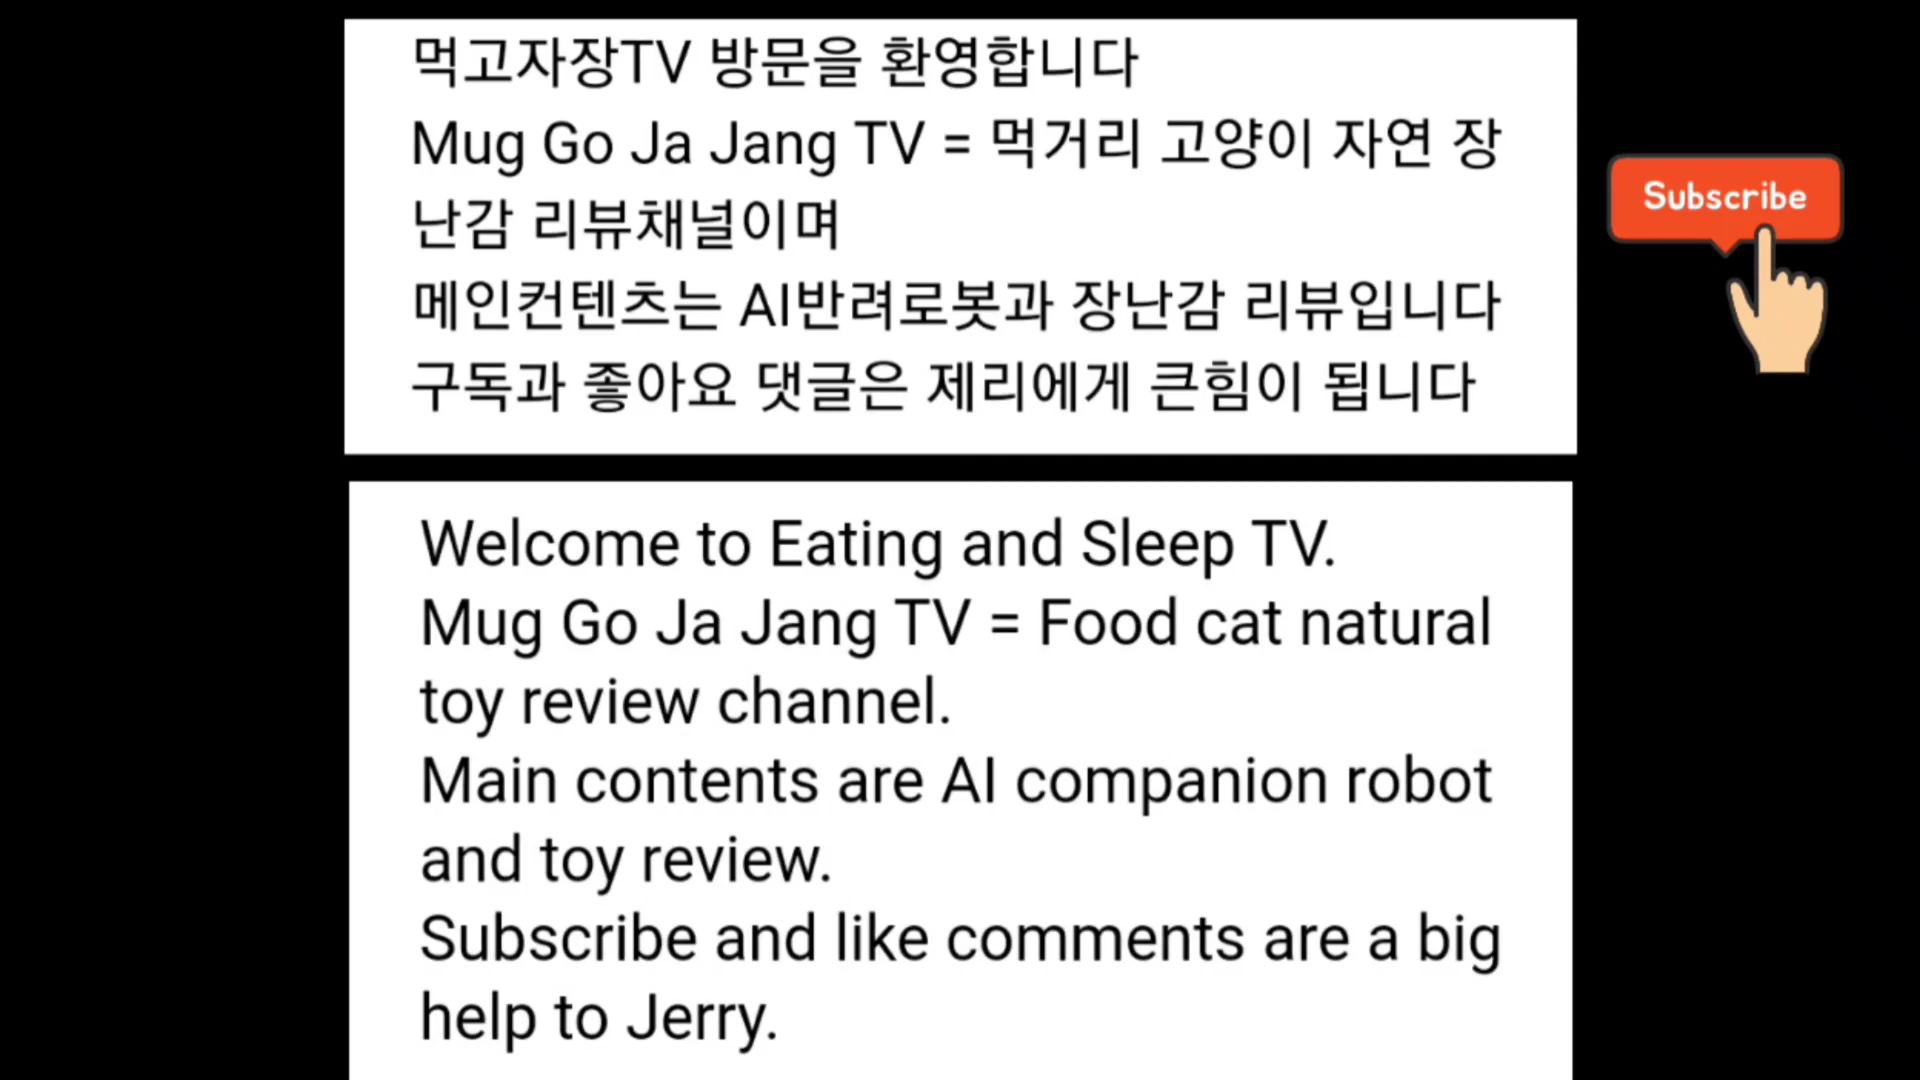 먹고자장TV 방문을 환영합니다
Mug Go Ja Jang TV = 먹거리 고양이 자연 장
난감 리뷰채널이며
메인컨텐츠는 AI반려로봇과 장난감 리뷰입니다
구독과 좋아요 댓글은 제리에게 큰힘이 됩니다
Subscribe
Welcome to Eating and Sleep TV.
Mug Go Ja Jang TV = Food cat natural
toy review channel.
Main contents are AI companion robot
and toy review.
Subscribe and like comments are a big
help to Jerry.